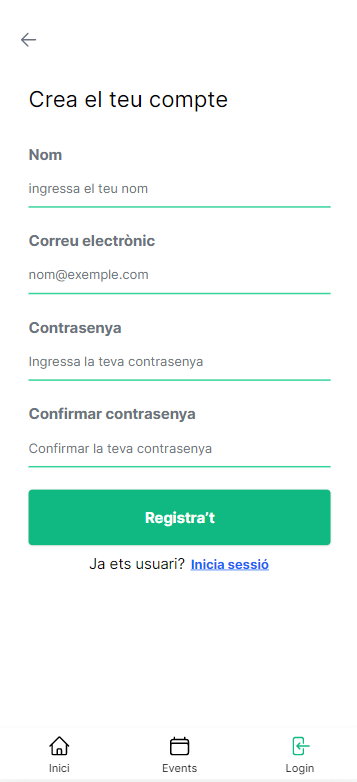 Crea el teu compte
Nom
ingressa el teu nom
Correu electrònic
nom@exemple.com
Contrasenya
Ingressa la teva contrasenya
Confirmar contrasenya
Confirmar la teva contrasenya
Registra’t
Ja ets usuari? Inicia sessió
Inici Events Login